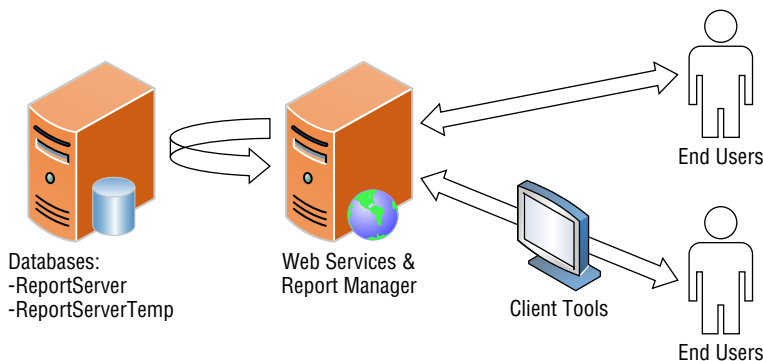 End Users
Databases:
-ReportServer
-ReportServerTemp
Web Services &
Report Manager
Client Tools
End Users